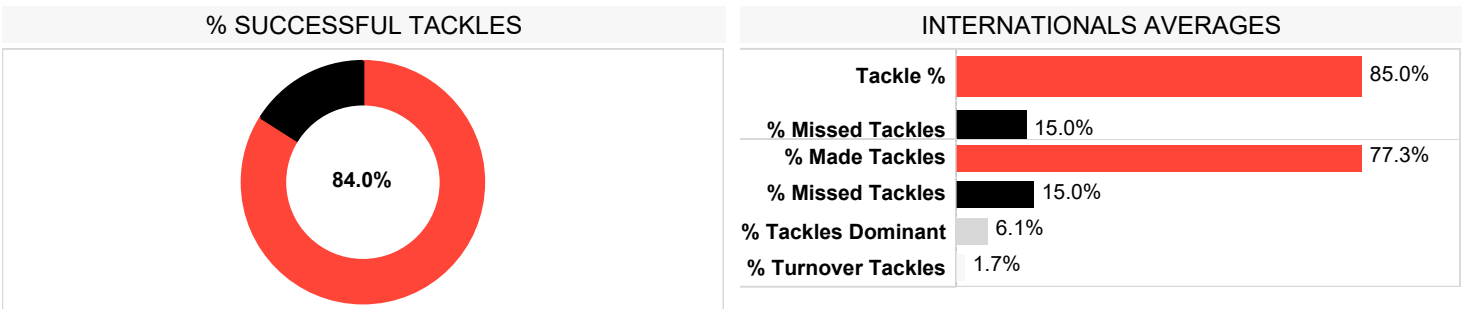 % SUCCESSFUL TACKLES
84.0%
INTERNATIONALS AVERAGES
Tackle % 85.0%
% Missed Tackles 15.0%
% Made Tackles 77.3%
% Missed Tackles 15.0%
% Tackles Dominant 6.1%
% Turnover Tackles 1.7%